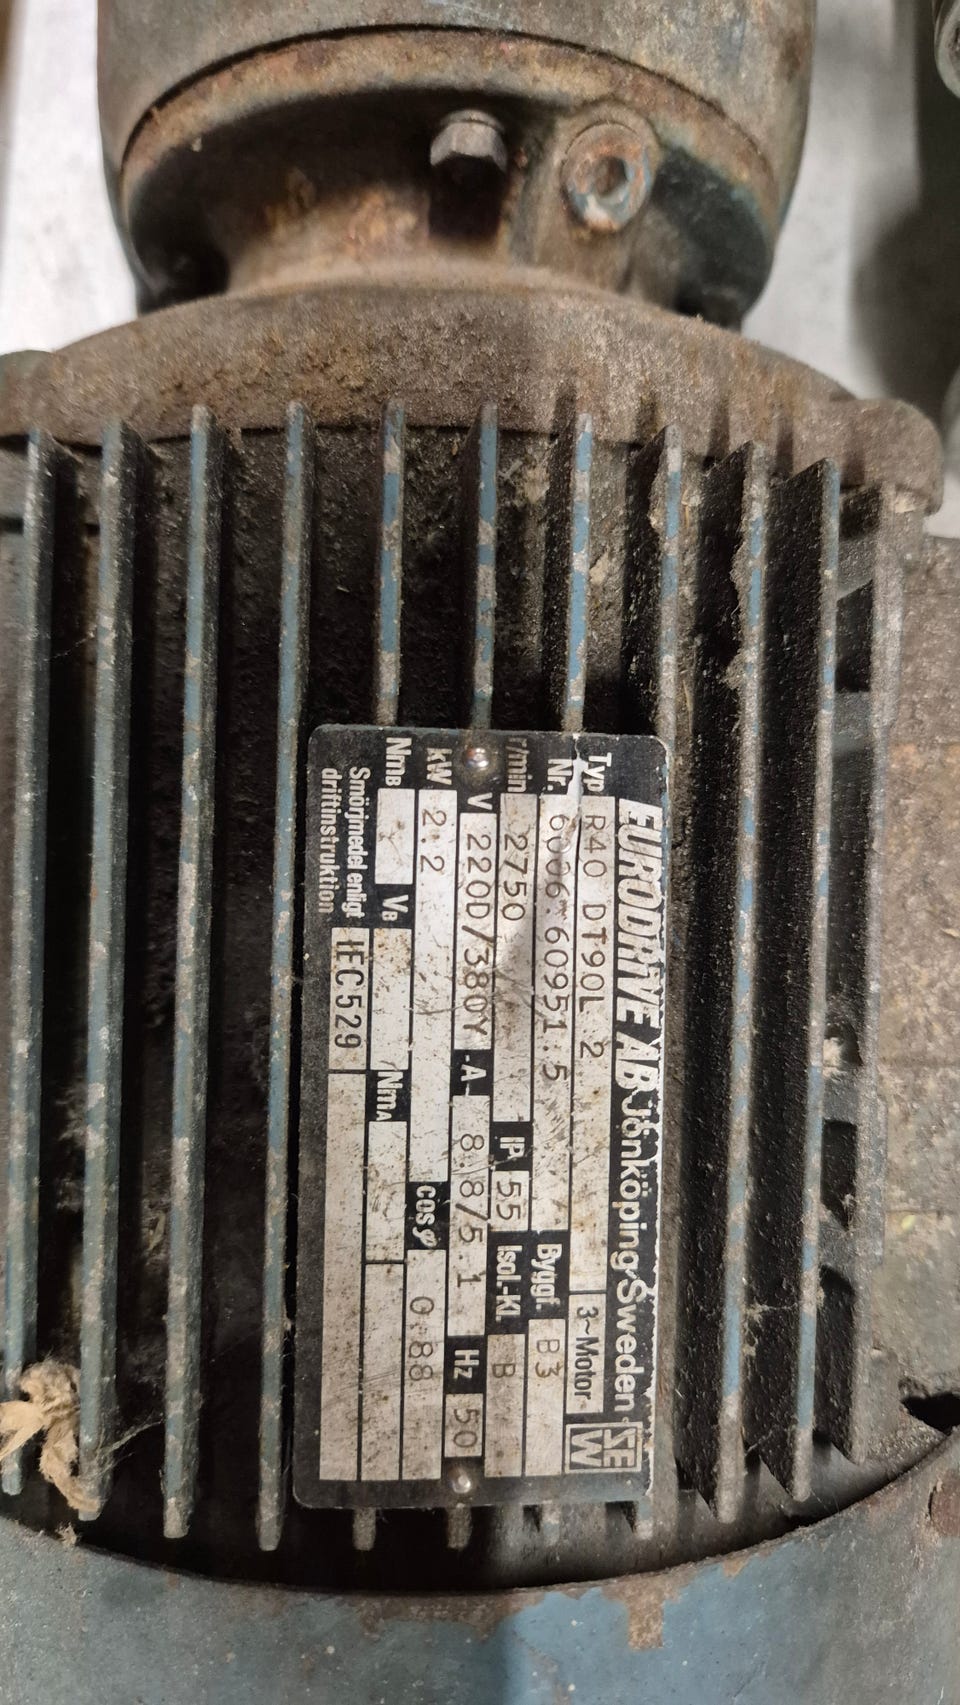 EURODRIVE AB Jönköping·Sweden SEW
Typ R40 DT90L 2 3~Motor
Nr. 6006.60951.5 Byggf. B3
r/min 2750 IP 55 Isol.-Kl. B
V 220D/380Y -A- 8.8/5.1 Hz 50
kW 2.2 cos φ 0.88
NmB VB NmA
Smörjmedel enligt
driftinstruktion IEC 529